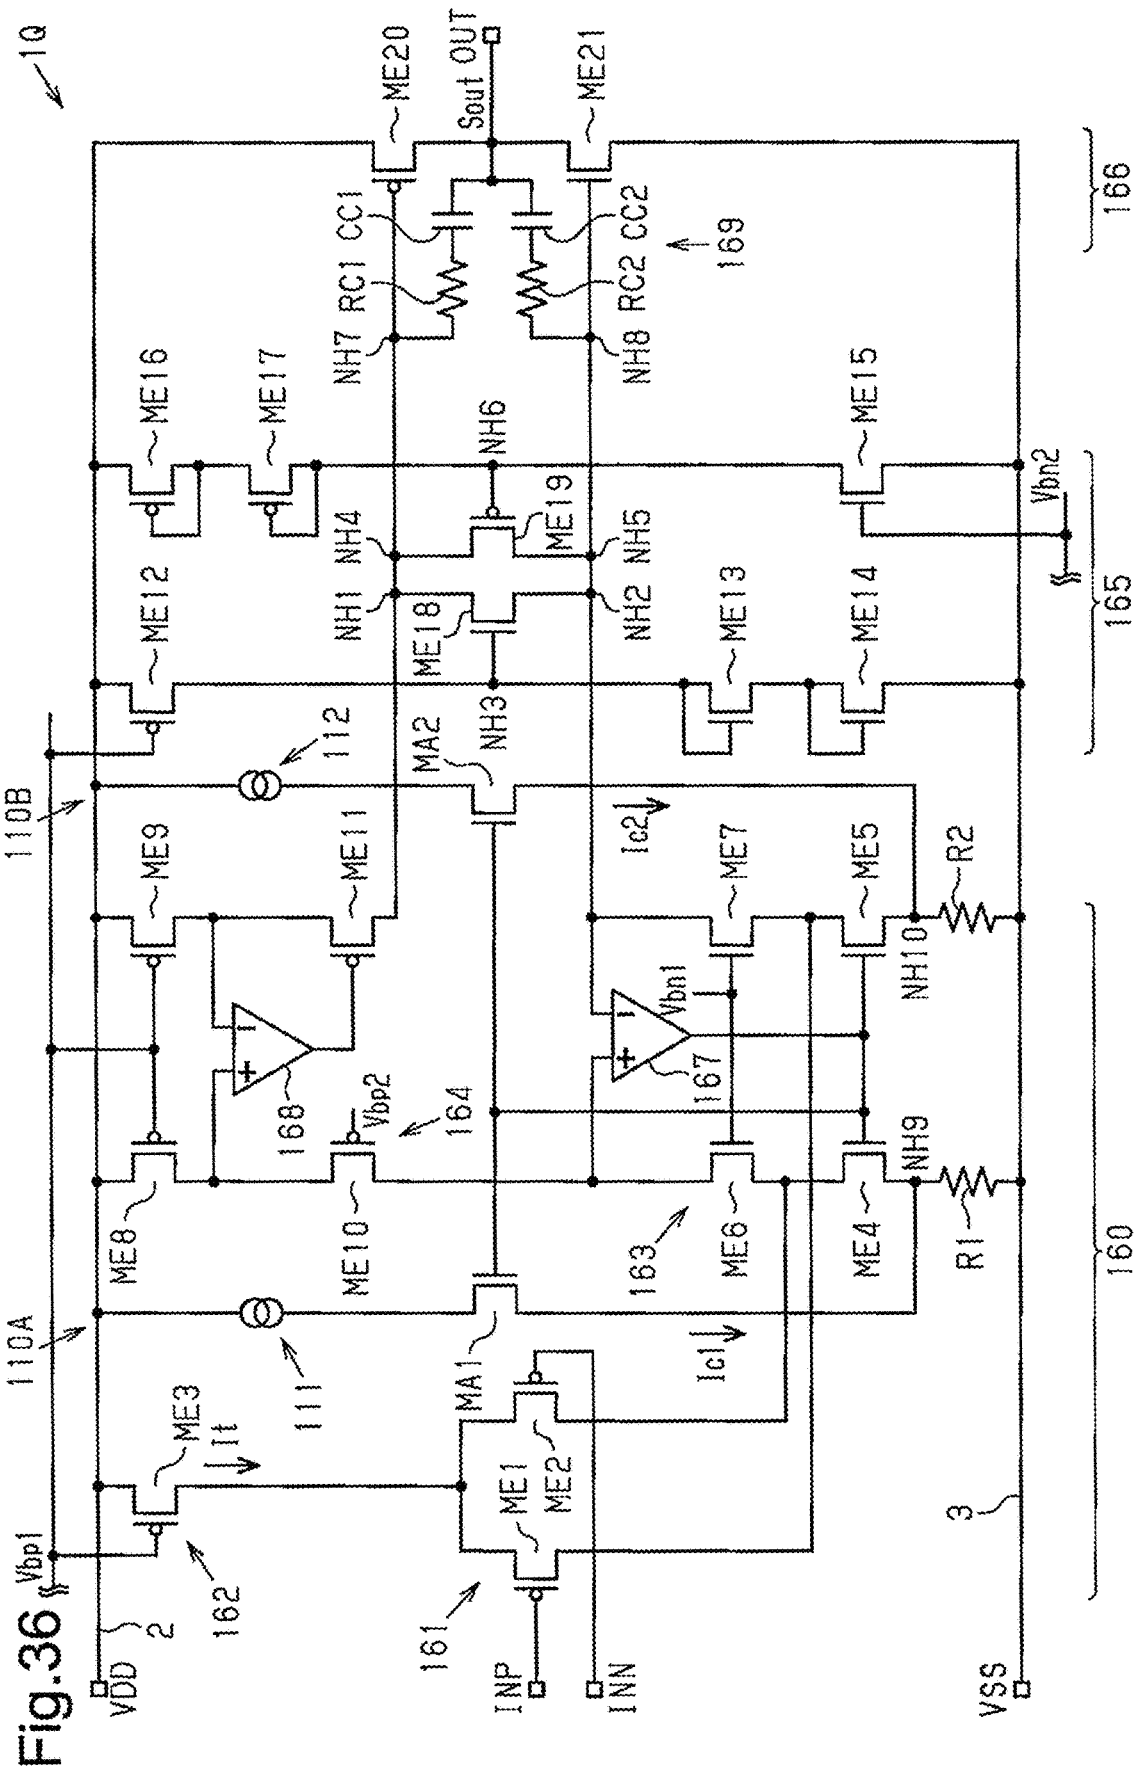 Fig.36
1Q
VDD
2
Vbp1
162
ME3
It
110A
111
ME8
ME9
110B
112
ME12
ME16
ME17
168
+
−
ME10
Vbp2
164
ME11
161
INP
INN
ME1
ME2
MA1
Ic1
MA2
NH3
Ic2
ME18
ME19
NH1
NH4
NH6
NH2
NH5
NH7
RC1
CC1
NH8
RC2
CC2
169
ME20
Sout
OUT
ME21
163
167
+
−
Vbn1
ME6
ME7
ME4
ME5
NH9
NH10
R1
R2
ME13
ME14
ME15
Vbn2
VSS
3
160
165
166